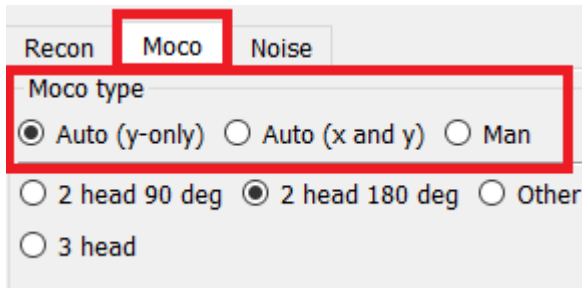 Recon Moco Noise
Moco type
Auto (y-only) Auto (x and y) Man
2 head 90 deg 2 head 180 deg Other
3 head